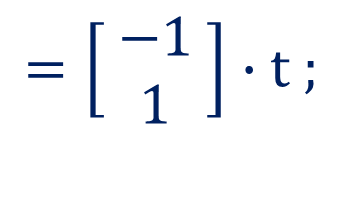 = [ −1
1 ] · t ;